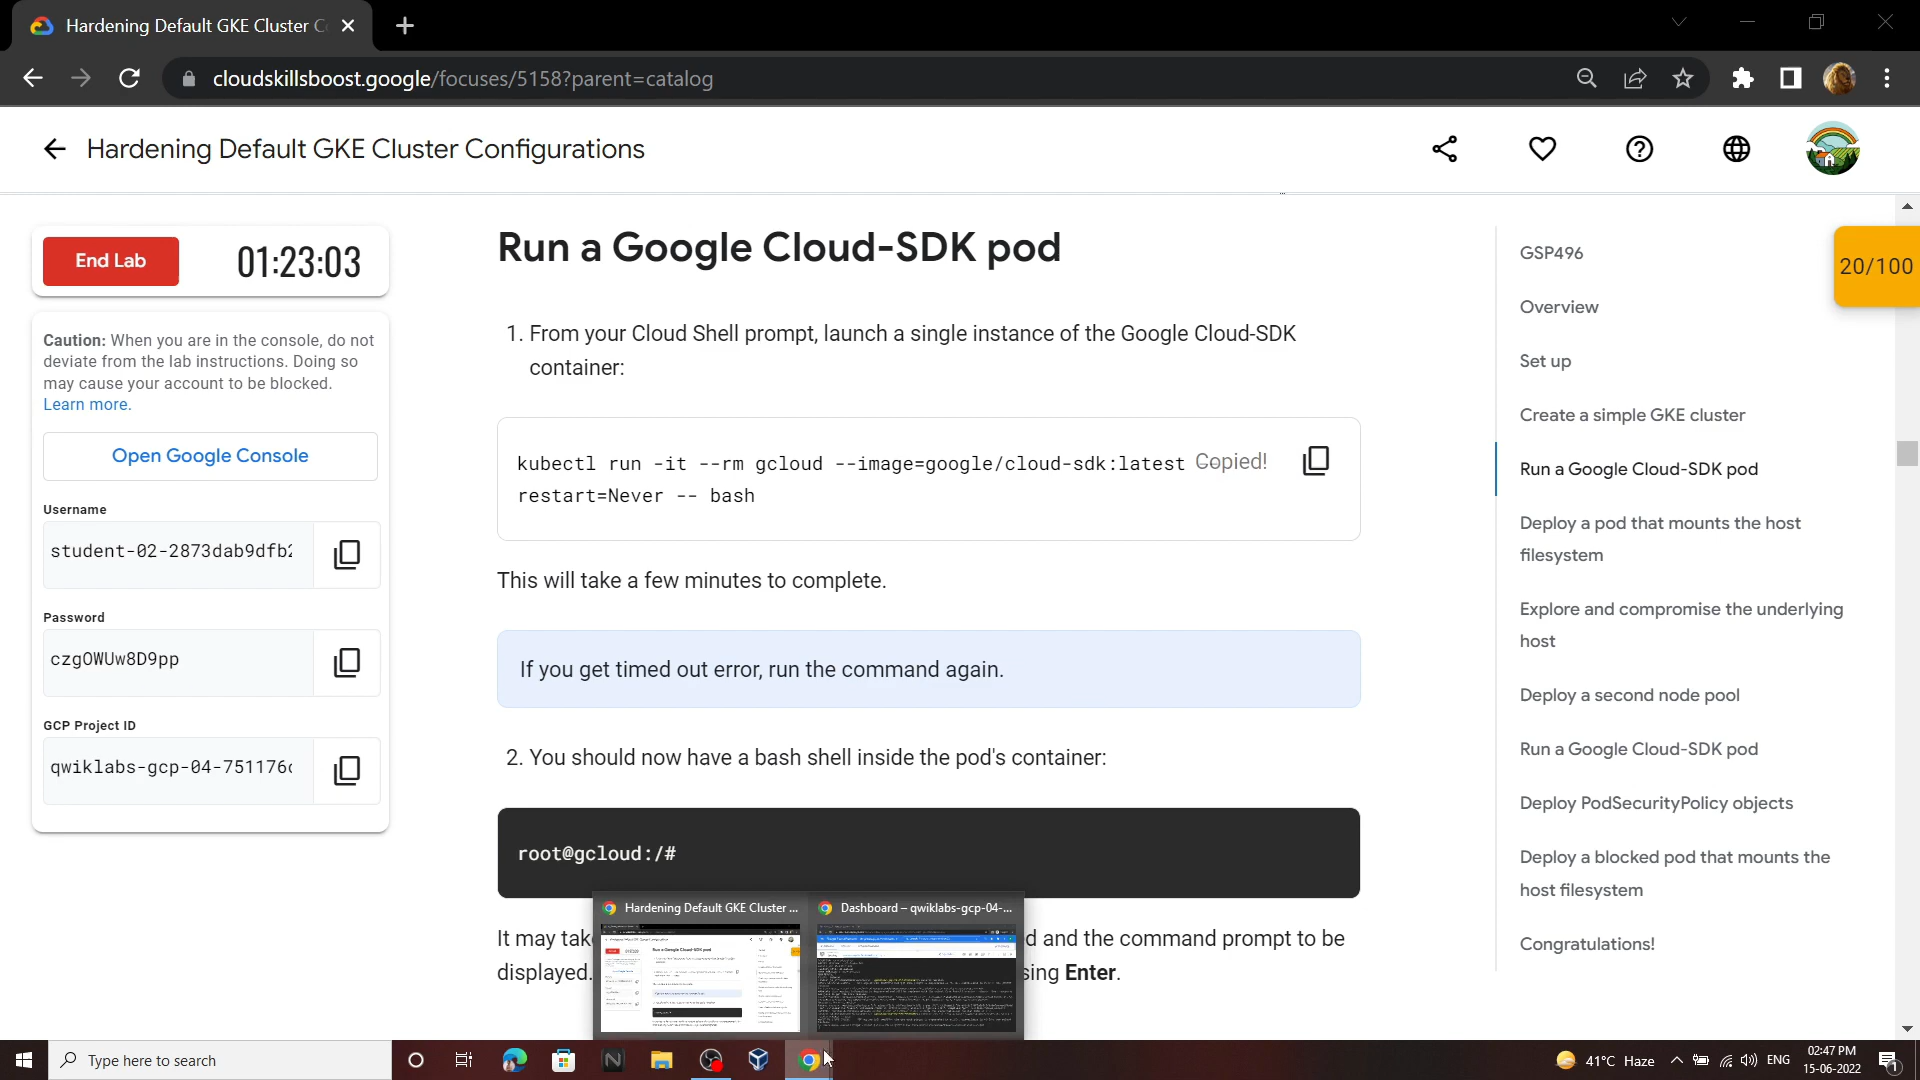 Hardening Default GKE Cluster C
cloudskillsboost.google/focuses/5158?parent=catalog
Hardening Default GKE Cluster Configurations
End Lab
01:23:03
Caution: When you are in the console, do not
deviate from the lab instructions. Doing so
may cause your account to be blocked.
Learn more.
Open Google Console
Username
student-02-2873dab9dfb2
Password
czgOWUw8D9pp
GCP Project ID
qwiklabs-gcp-04-751176c
Run a Google Cloud-SDK pod
1. From your Cloud Shell prompt, launch a single instance of the Google Cloud-SDK
container:
kubectl run -it --rm gcloud --image=google/cloud-sdk:latest --
Copied!
restart=Never -- bash
This will take a few minutes to complete.
If you get timed out error, run the command again.
2. You should now have a bash shell inside the pod's container:
root@gcloud:/#
It may tak
d and the command prompt to be
displayed.
sing Enter.
Hardening Default GKE Cluster ...
Dashboard – qwiklabs-gcp-04-...
GSP496
Overview
Set up
Create a simple GKE cluster
Run a Google Cloud-SDK pod
Deploy a pod that mounts the host
filesystem
Explore and compromise the underlying
host
Deploy a second node pool
Run a Google Cloud-SDK pod
Deploy PodSecurityPolicy objects
Deploy a blocked pod that mounts the
host filesystem
Congratulations!
20/100
Type here to search
41°C Haze
ENG
02:47 PM
15-06-2022
1